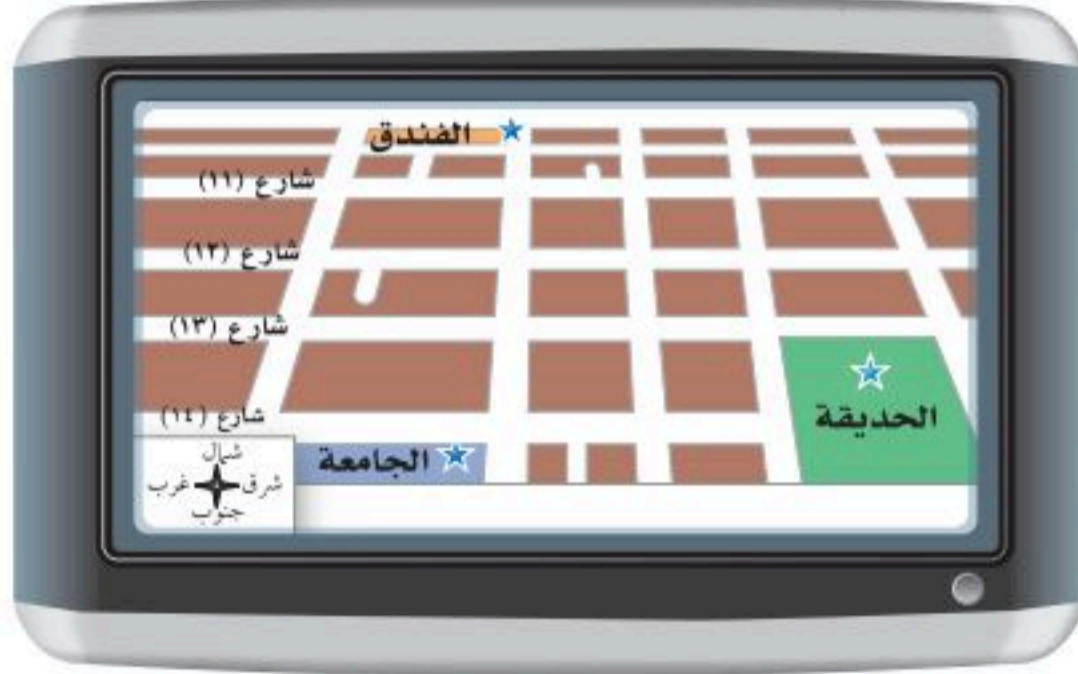 الفندق
شارع (١١)
شارع (١٢)
شارع (١٣)
الحديقة
شارع (١٤)
الجامعة
شمال
شرق
غرب
جنوب